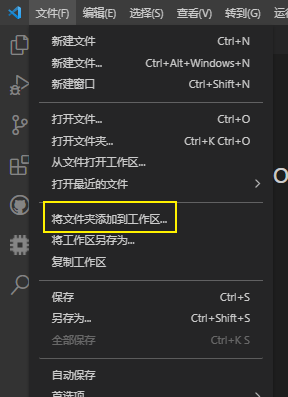 文件(F) 编辑(E) 选择(S) 查看(V) 转到(G)
新建文件 Ctrl+N
新建文件... Ctrl+Alt+Windows+N
新建窗口 Ctrl+Shift+N
打开文件... Ctrl+O
打开文件夹... Ctrl+K Ctrl+O
从文件打开工作区...
打开最近的文件
将文件夹添加到工作区...
将工作区另存为...
复制工作区
保存 Ctrl+S
另存为... Ctrl+Shift+S
全部保存 Ctrl+K S
自动保存
首选项